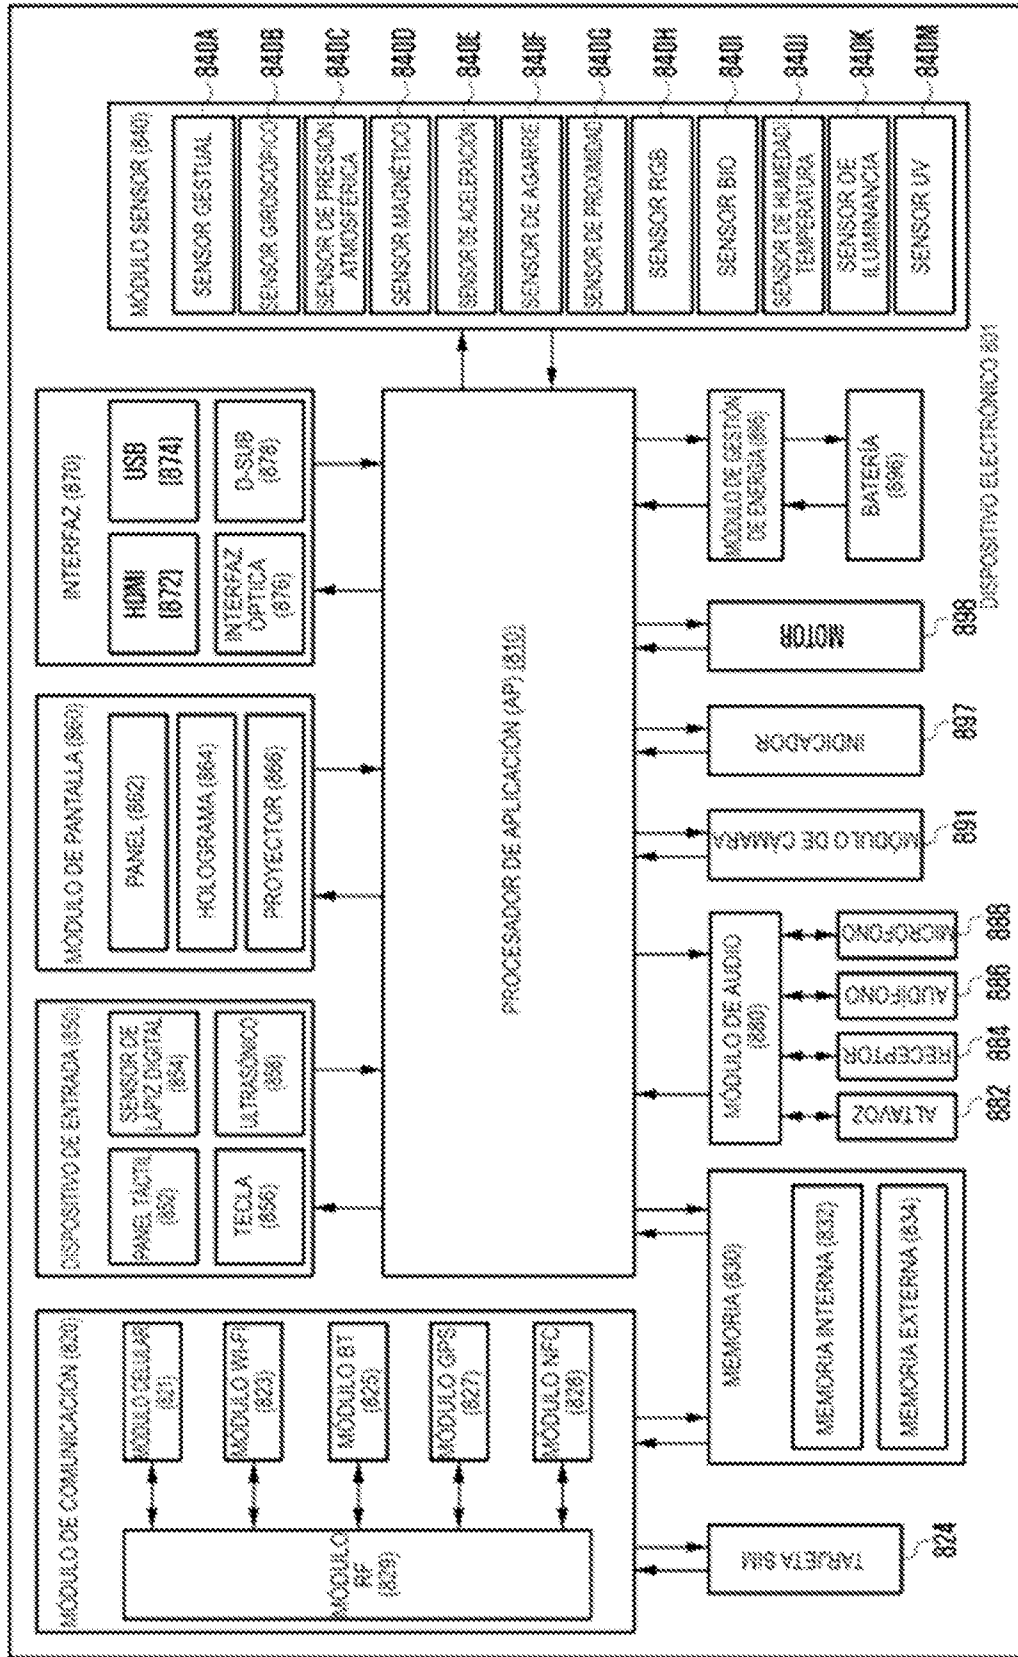 MÓDULO DE COMUNICACIÓN (820)
MÓDULO RF
(829)
MÓDULO CELULAR
(821)
MÓDULO WI-FI
(823)
MÓDULO BT
(825)
MÓDULO GPS
(827)
MÓDULO NFC
(828)
DISPOSITIVO DE ENTRADA (850)
PANEL TÁCTIL
(852)
SENSOR DE
LÁPIZ DIGITAL
(854)
TECLA
(856)
ULTRASÓNICO
(858)
MÓDULO DE PANTALLA (860)
PANEL (862)
HOLOGRAMA (864)
PROYECTOR (866)
INTERFAZ (870)
HDMI
(872)
USB
(874)
INTERFAZ
ÓPTICA
(876)
D-SUB
(878)
PROCESADOR DE APLICACIÓN (AP) (810)
MÓDULO SENSOR (840)
SENSOR GESTUAL
840A
SENSOR GIROSCÓPICO
840B
SENSOR DE PRESIÓN
ATMOSFÉRICA
840C
SENSOR MAGNÉTICO
840D
SENSOR DE ACELERACIÓN
840E
SENSOR DE AGARRE
840F
SENSOR DE PROXIMIDAD
840G
SENSOR RGB
840H
SENSOR BIO
840I
SENSOR DE HUMEDAD/
TEMPERATURA
840J
SENSOR DE
ILUMINANCIA
840K
SENSOR UV
840M
TARJETA SIM
824
MEMORIA (830)
MEMORIA INTERNA (832)
MEMORIA EXTERNA (834)
MÓDULO DE AUDIO
(880)
ALTAVOZ
882
RECEPTOR
884
AUDÍFONO
886
MICRÓFONO
888
MÓDULO DE CÁMARA
891
INDICADOR
897
MOTOR
898
MÓDULO DE GESTIÓN
DE ENERGÍA (895)
BATERÍA
(896)
DISPOSITIVO ELECTRÓNICO 801